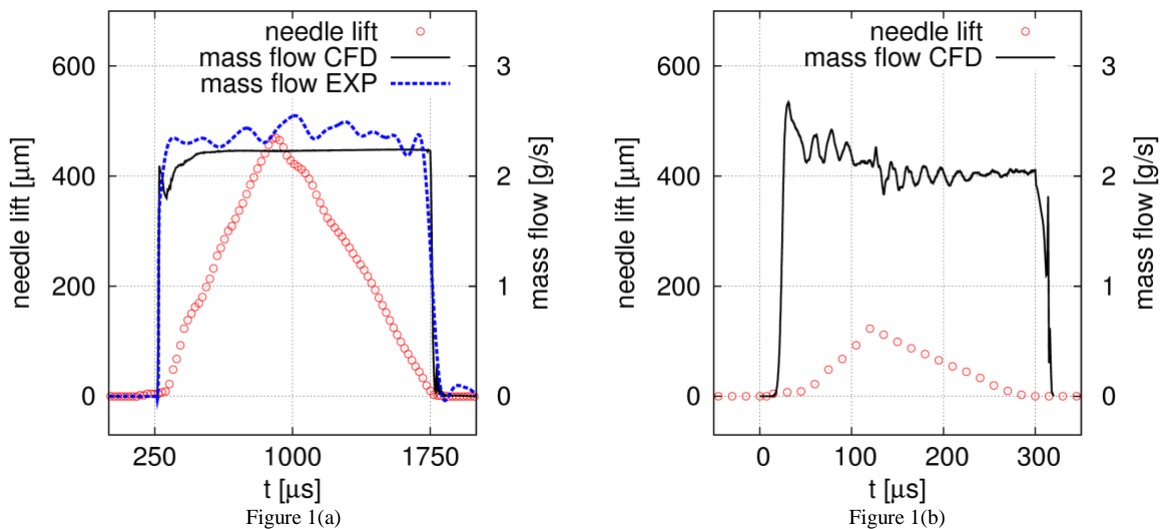 needle lift
mass flow CFD
mass flow EXP
600
400
200
0
3
2
1
0
needle lift [µm]
mass flow [g/s]
250
1000
1750
t [µs]
Figure 1(a)
needle lift
mass flow CFD
600
400
200
0
3
2
1
0
needle lift [µm]
mass flow [g/s]
0
100
200
300
t [µs]
Figure 1(b)